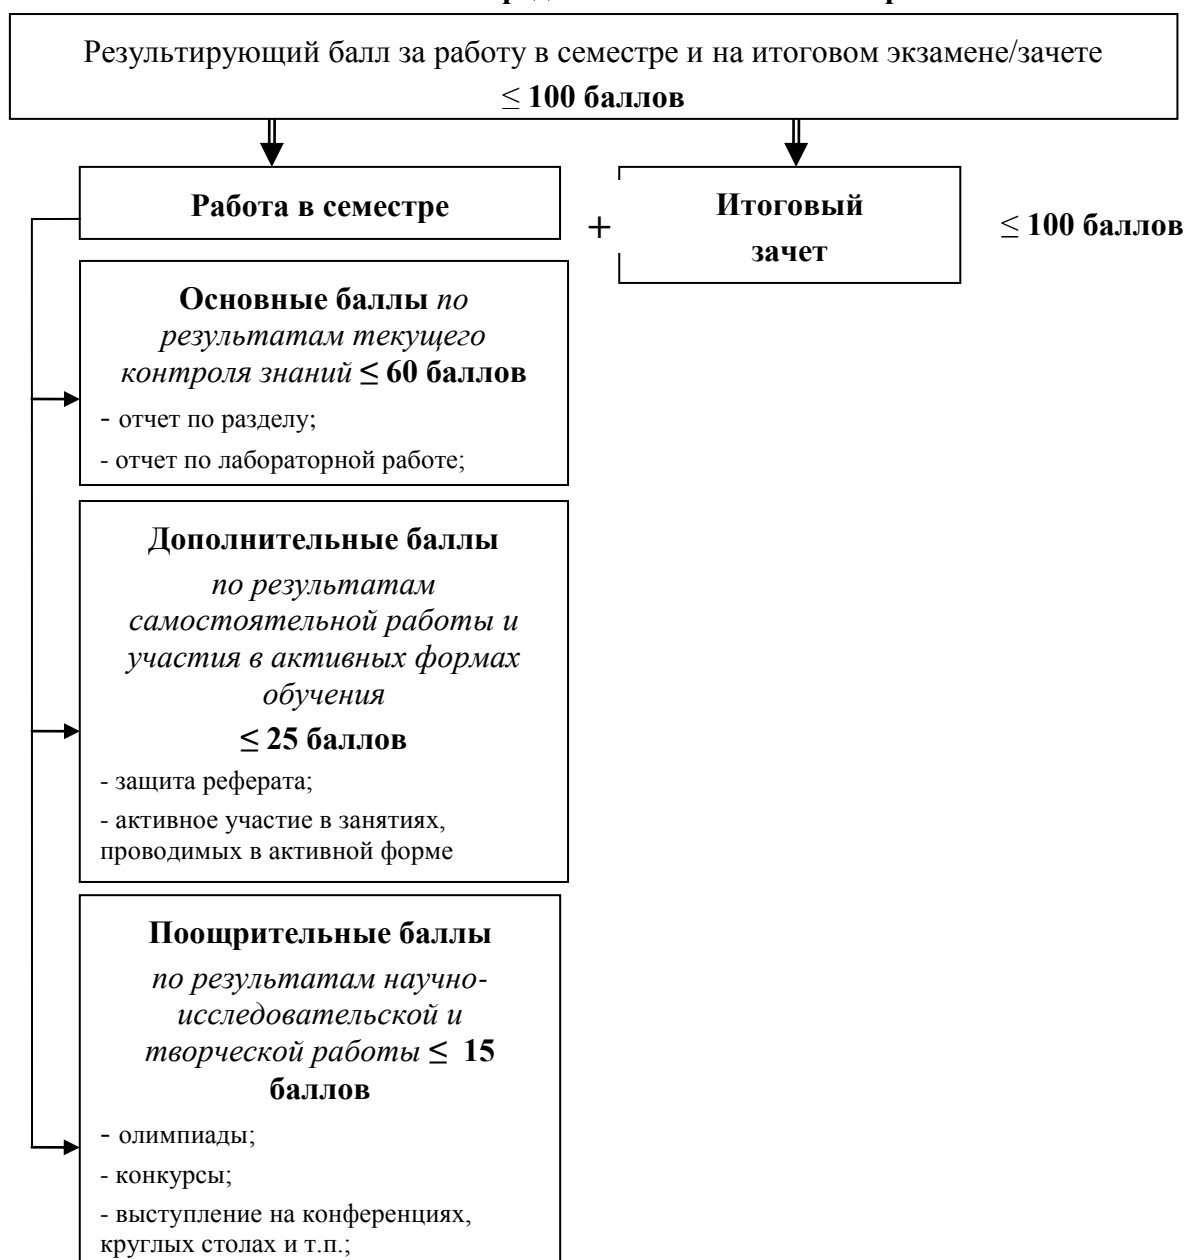 Результирующий балл за работу в семестре и на итоговом экзамене/зачете
≤ 100 баллов
Работа в семестре
+
Итоговый
зачет
≤ 100 баллов
Основные баллы по
результатам текущего
контроля знаний ≤ 60 баллов
- отчет по разделу;
- отчет по лабораторной работе;
Дополнительные баллы
по результатам
самостоятельной работы и
участия в активных формах
обучения
≤ 25 баллов
- защита реферата;
- активное участие в занятиях,
проводимых в активной форме
Поощрительные баллы
по результатам научно-
исследовательской и
творческой работы ≤ 15
баллов
- олимпиады;
- конкурсы;
- выступление на конференциях,
круглых столах и т.п.;